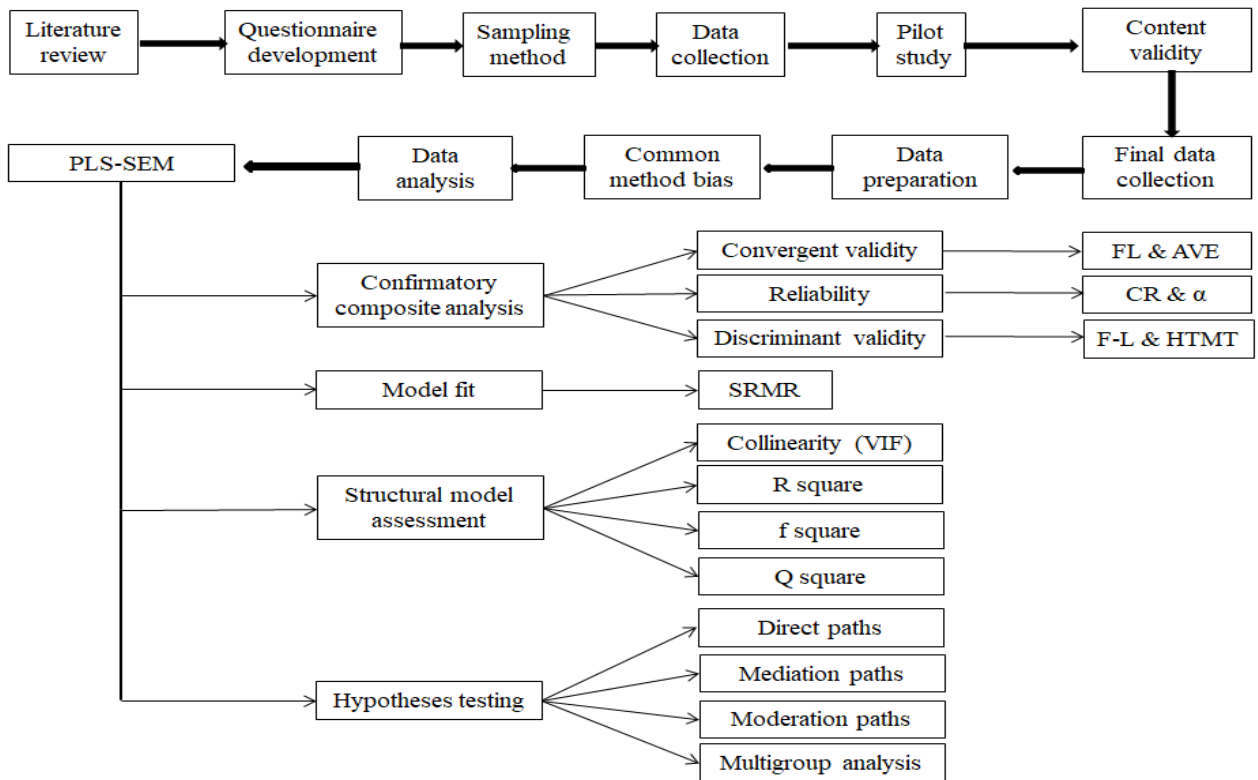 Literature
review
Questionnaire
development
Sampling
method
Data
collection
Pilot
study
Content
validity
PLS-SEM
Data
analysis
Common
method bias
Data
preparation
Final data
collection
Confirmatory
composite analysis
Convergent validity
FL & AVE
Reliability
CR & α
Discriminant validity
F-L & HTMT
Model fit
SRMR
Structural model
assessment
Collinearity (VIF)
R square
f square
Q square
Hypotheses testing
Direct paths
Mediation paths
Moderation paths
Multigroup analysis